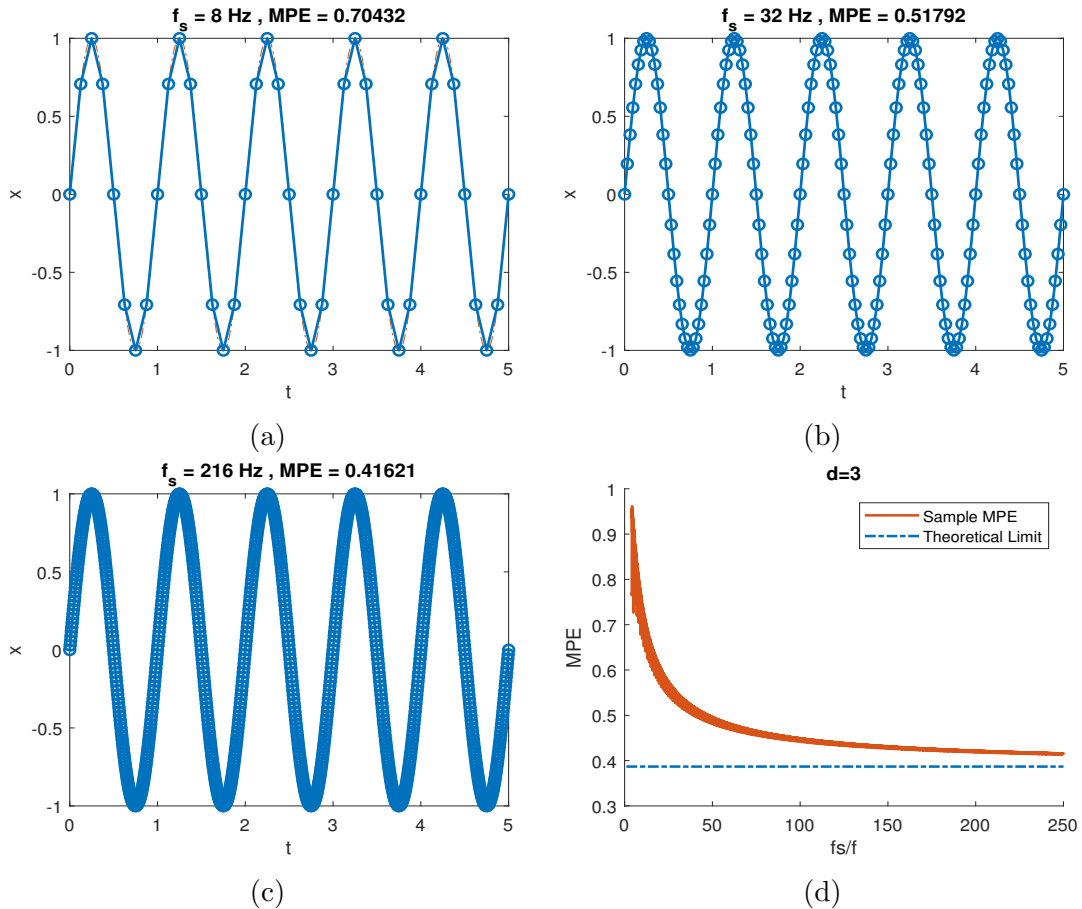 f_s = 8 Hz , MPE = 0.70432
1
0.5
0
-0.5
-1
x
0 1 2 3 4 5
t
(a)
f_s = 32 Hz , MPE = 0.51792
1
0.5
0
-0.5
-1
x
0 1 2 3 4 5
t
(b)
f_s = 216 Hz , MPE = 0.41621
1
0.5
0
-0.5
-1
x
0 1 2 3 4 5
t
(c)
d=3
1
0.9
0.8
0.7
0.6
0.5
0.4
0.3
MPE
Sample MPE
Theoretical Limit
0 50 100 150 200 250
fs/f
(d)